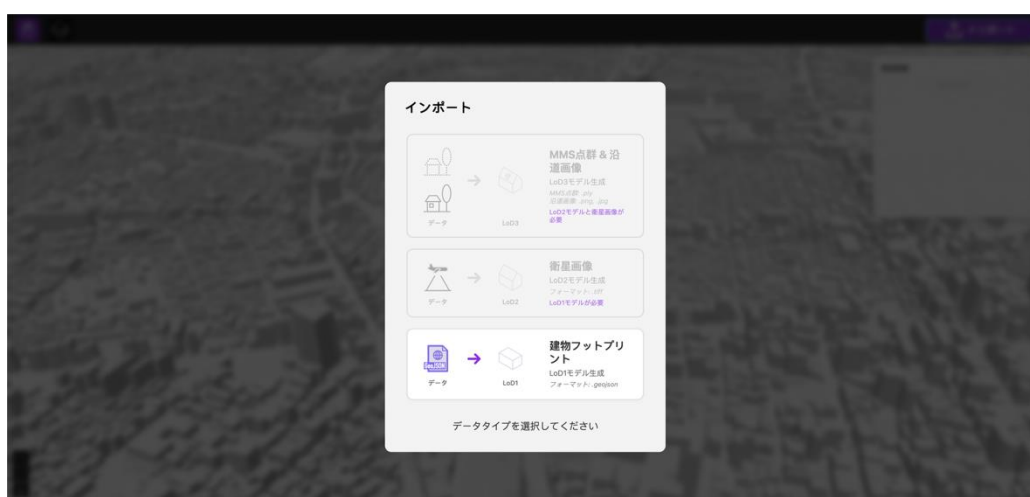 インポート
MMS点群 & 沿
道画像
LoD3モデル生成
MMS点群: .ply
沿道画像: .png, .jpg
LoD2モデルと衛星画像が
必要
データ
LoD3
衛星画像
LoD2モデル生成
フォーマット: .tiff
LoD1モデルが必要
データ
LoD2
建物フットプリ
ント
LoD1モデル生成
フォーマット: .geojson
データ
LoD1
データタイプを選択してください